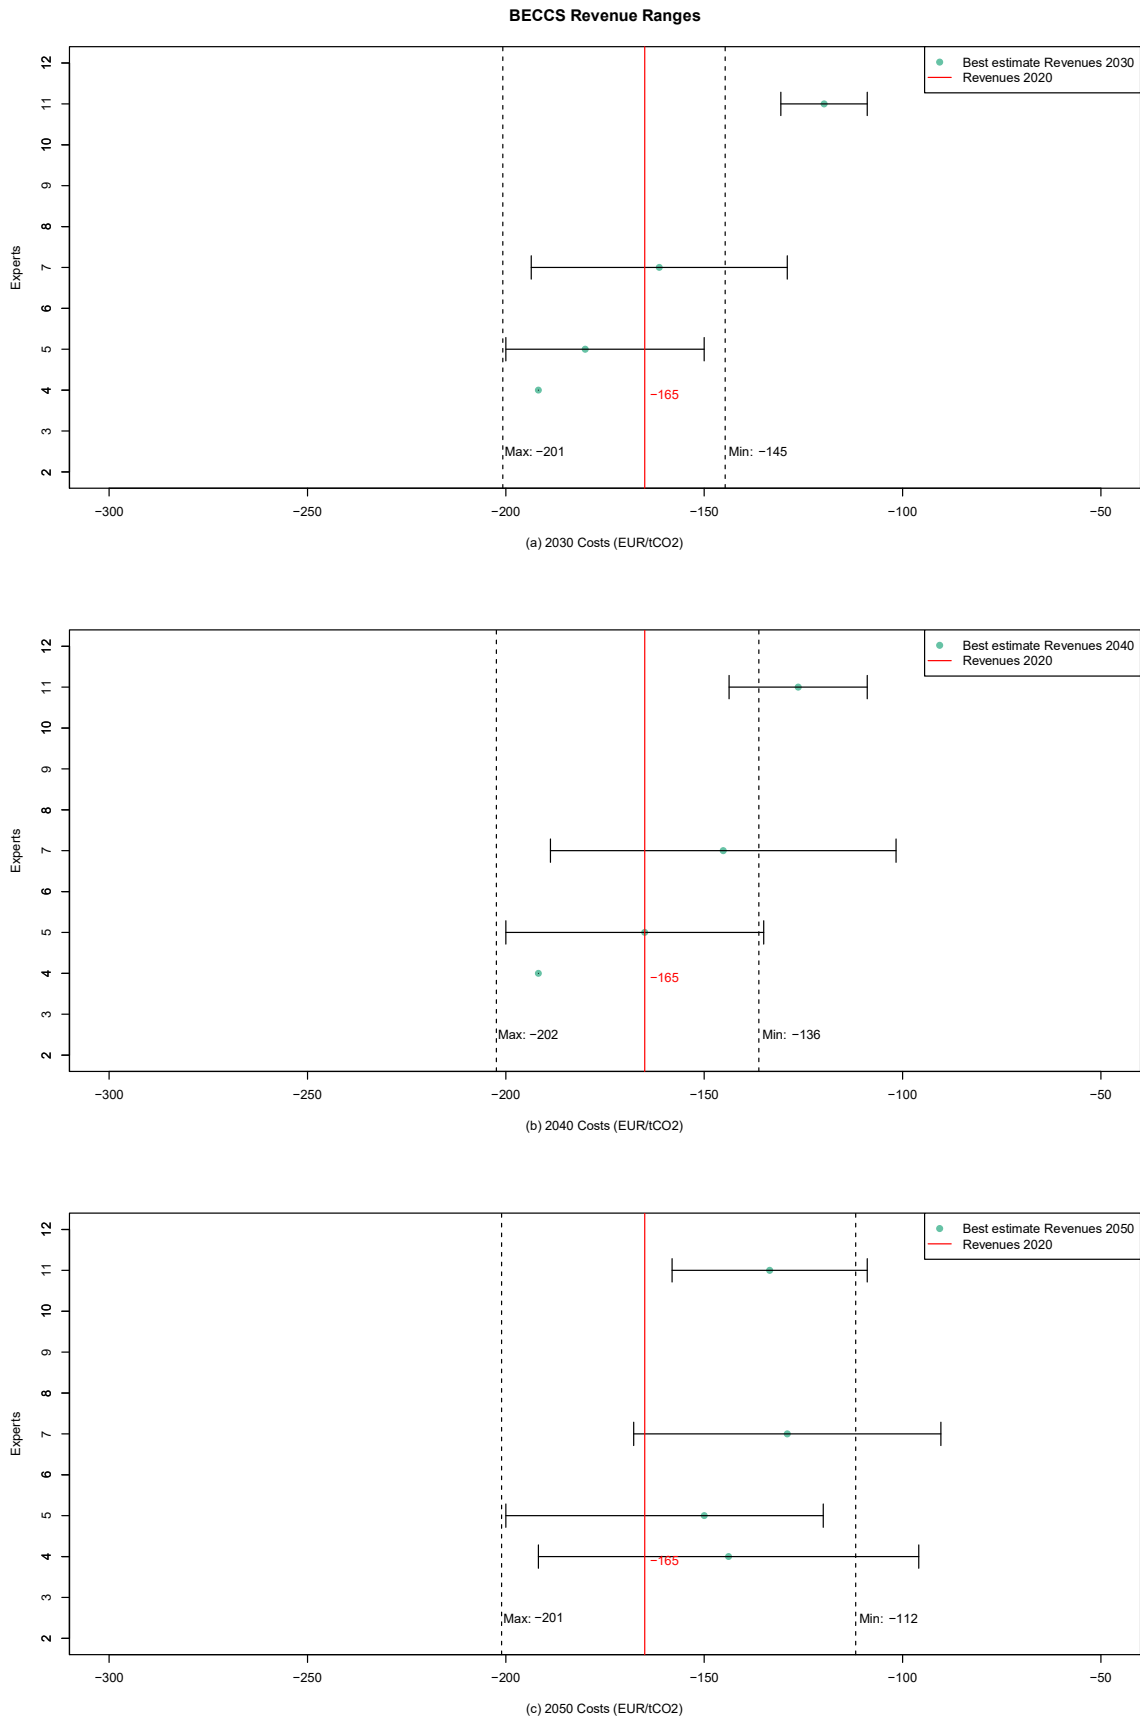 BECCS Revenue Ranges
Best estimate Revenues 2030
Revenues 2020
12
11
10
9
8
7
6
5
4
3
2
Experts
−165
Max: −201
Min: −145
−300
−250
−200
−150
−100
−50
(a) 2030 Costs (EUR/tCO2)
Best estimate Revenues 2040
Revenues 2020
12
11
10
9
8
7
6
5
4
3
2
Experts
−165
Max: −202
Min: −136
−300
−250
−200
−150
−100
−50
(b) 2040 Costs (EUR/tCO2)
Best estimate Revenues 2050
Revenues 2020
12
11
10
9
8
7
6
5
4
3
2
Experts
−165
Max: −201
Min: −112
−300
−250
−200
−150
−100
−50
(c) 2050 Costs (EUR/tCO2)